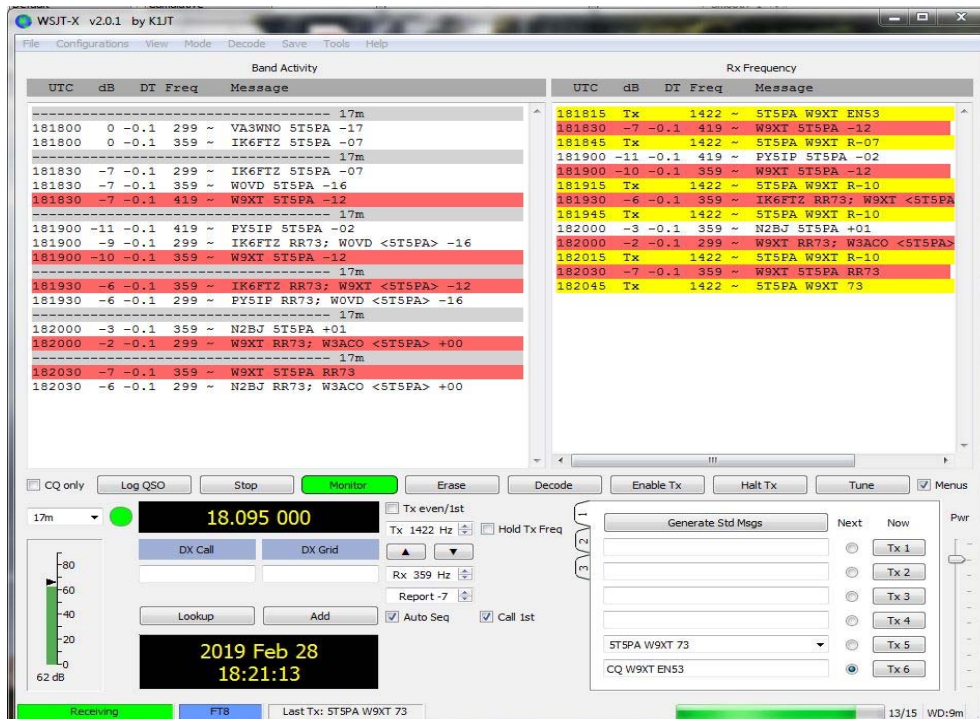 WSJT-X v2.0.1 by K1JT
File Configurations View Mode Decode Save Tools Help
Band Activity
UTC dB DT Freq Message
------------------------------------ 17m
181800 0 -0.1 299 ~ VA3WNO 5T5PA -17
181800 0 -0.1 359 ~ IK6FTZ 5T5PA -07
------------------------------------ 17m
181830 -7 -0.1 299 ~ IK6FTZ 5T5PA -07
181830 -7 -0.1 359 ~ W0VD 5T5PA -16
181830 -7 -0.1 419 ~ W9XT 5T5PA -12
------------------------------------ 17m
181900 -11 -0.1 419 ~ PY5IP 5T5PA -02
181900 -9 -0.1 299 ~ IK6FTZ RR73; W0VD <5T5PA> -16
181900 -10 -0.1 359 ~ W9XT 5T5PA -12
------------------------------------ 17m
181930 -6 -0.1 359 ~ IK6FTZ RR73; W9XT <5T5PA> -12
181930 -6 -0.1 299 ~ PY5IP RR73; W0VD <5T5PA> -16
------------------------------------ 17m
182000 -3 -0.1 359 ~ N2BJ 5T5PA +01
182000 -2 -0.1 299 ~ W9XT RR73; W3ACO <5T5PA> +00
------------------------------------ 17m
182030 -7 -0.1 359 ~ W9XT 5T5PA RR73
182030 -6 -0.1 299 ~ N2BJ RR73; W3ACO <5T5PA> +00
Rx Frequency
UTC dB DT Freq Message
181815 Tx 1422 ~ 5T5PA W9XT EN53
181830 -7 -0.1 419 ~ W9XT 5T5PA -12
181845 Tx 1422 ~ 5T5PA W9XT R-07
181900 -11 -0.1 419 ~ PY5IP 5T5PA -02
181900 -10 -0.1 359 ~ W9XT 5T5PA -12
181915 Tx 1422 ~ 5T5PA W9XT R-10
181930 -6 -0.1 359 ~ IK6FTZ RR73; W9XT <5T5PA
181945 Tx 1422 ~ 5T5PA W9XT R-10
182000 -3 -0.1 359 ~ N2BJ 5T5PA +01
182000 -2 -0.1 299 ~ W9XT RR73; W3ACO <5T5PA>
182015 Tx 1422 ~ 5T5PA W9XT R-10
182030 -7 -0.1 359 ~ W9XT 5T5PA RR73
182045 Tx 1422 ~ 5T5PA W9XT 73
CQ only Log QSO Stop Monitor Erase Decode Enable Tx Halt Tx Tune Menus
17m 18.095 000
Tx even/1st
Tx 1422 Hz Hold Tx Freq
DX Call DX Grid
Rx 359 Hz
Report -7
Lookup Add
Auto Seq Call 1st
2019 Feb 28
18:21:13
-80
-60
-40
-20
-0
62 dB
1
2
3
Generate Std Msgs Next Now Pwr
Tx 1
Tx 2
Tx 3
Tx 4
5T5PA W9XT 73 Tx 5
CQ W9XT EN53 Tx 6
Receiving FT8 Last Tx: 5T5PA W9XT 73 13/15 WD:9m